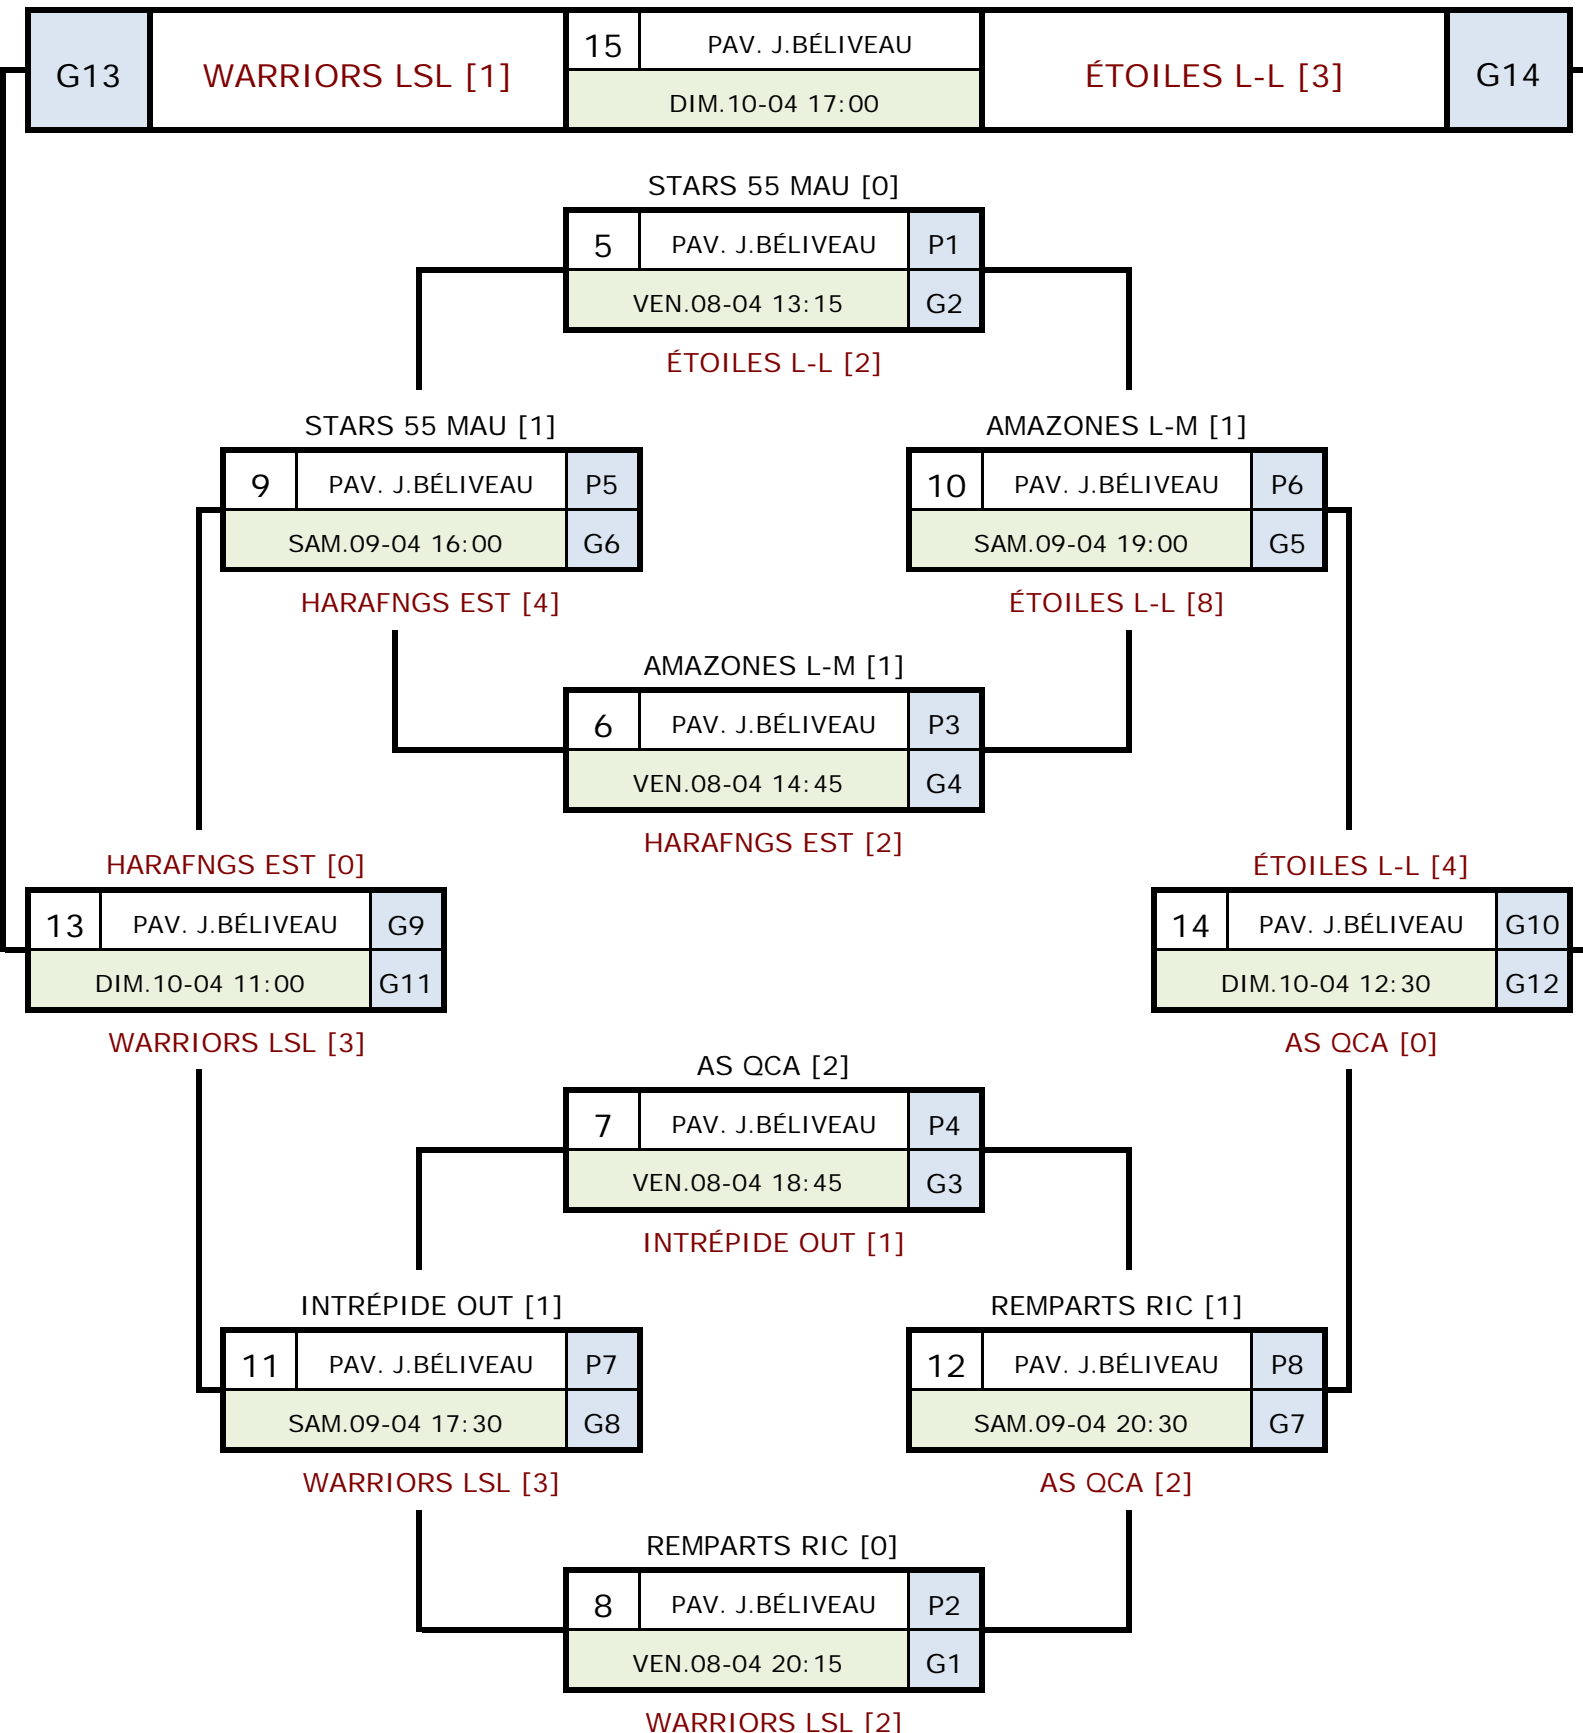 G13 WARRIORS LSL [1] 15 PAV. J.BÉLIVEAU ÉTOILES L-L [3] G14
DIM.10-04 17:00
STARS 55 MAU [0]
5 PAV. J.BÉLIVEAU P1
VEN.08-04 13:15 G2
ÉTOILES L-L [2]
STARS 55 MAU [1]
9 PAV. J.BÉLIVEAU P5
SAM.09-04 16:00 G6
HARAFNGS EST [4]
AMAZONES L-M [1]
10 PAV. J.BÉLIVEAU P6
SAM.09-04 19:00 G5
ÉTOILES L-L [8]
AMAZONES L-M [1]
6 PAV. J.BÉLIVEAU P3
VEN.08-04 14:45 G4
HARAFNGS EST [2]
HARAFNGS EST [0]
13 PAV. J.BÉLIVEAU G9
DIM.10-04 11:00 G11
WARRIORS LSL [3]
ÉTOILES L-L [4]
14 PAV. J.BÉLIVEAU G10
DIM.10-04 12:30 G12
AS QCA [0]
AS QCA [2]
7 PAV. J.BÉLIVEAU P4
VEN.08-04 18:45 G3
INTRÉPIDE OUT [1]
INTRÉPIDE OUT [1]
11 PAV. J.BÉLIVEAU P7
SAM.09-04 17:30 G8
WARRIORS LSL [3]
REMPARTS RIC [1]
12 PAV. J.BÉLIVEAU P8
SAM.09-04 20:30 G7
AS QCA [2]
REMPARTS RIC [0]
8 PAV. J.BÉLIVEAU P2
VEN.08-04 20:15 G1
WARRIORS LSL [2]